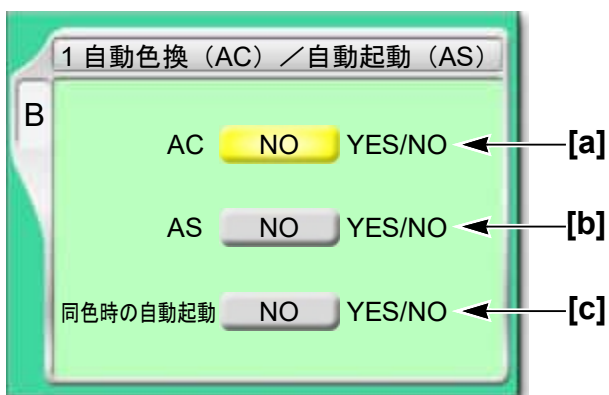 1 自動色換（AC）／自動起動（AS）
B
AC NO YES/NO [a]
AS NO YES/NO [b]
同色時の自動起動 NO YES/NO [c]